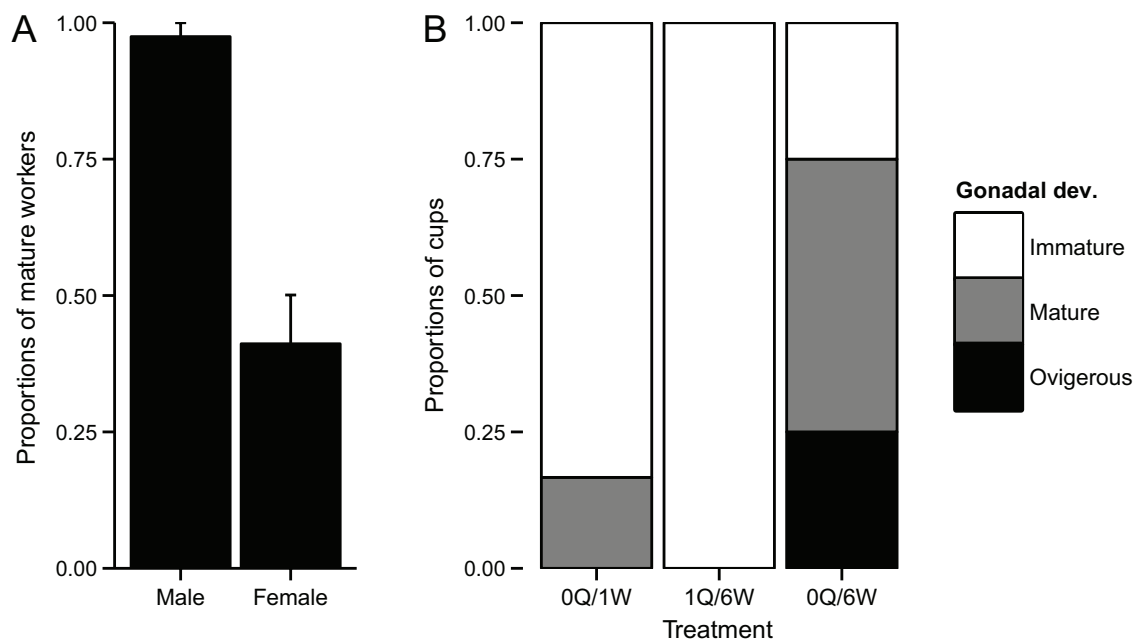 A
Proportions of mature workers
1.00
0.75
0.50
0.25
0.00
Male Female
B
Proportions of cups
1.00
0.75
0.50
0.25
0.00
0Q/1W 1Q/6W 0Q/6W
Treatment
Gonadal dev.
Immature
Mature
Ovigerous